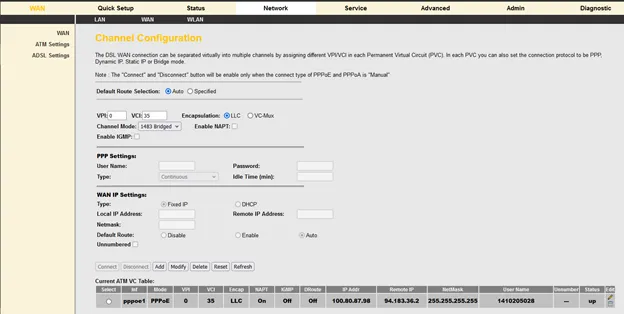 WAN Quick Setup Status Network Service Advanced Admin Diagnostic
LAN WAN WLAN
WAN
ATM Settings
ADSL Settings
Channel Configuration
The DSL WAN connection can be separated virtually into multiple channels by assigning different VPI/VCI in each Permanent Virtual Circuit (PVC). In each PVC you can also set the connection protocol to be PPP,
Dynamic IP, Static IP or Bridge mode.
Note : The "Connect" and "Disconnect" button will be enable only when the connect type of PPPoE and PPPoA is "Manual"
Default Route Selection: Auto Specified
VPI: 0 VCI: 35 Encapsulation: LLC VC-Mux
Channel Mode: 1483 Bridged Enable NAPT:
Enable IGMP:
PPP Settings:
User Name: Password:
Type: Continuous Idle Time (min):
WAN IP Settings:
Type: Fixed IP DHCP
Local IP Address: Remote IP Address:
Netmask:
Default Route: Disable Enable Auto
Unnumbered
Connect Disconnect Add Modify Delete Reset Refresh
Current ATM VC Table:
Select Inf Mode VPI VCI Encap NAPT IGMP DRoute IP Addr Remote IP NetMask User Name Unnumber Status Edit
pppoe1 PPPoE 0 35 LLC On Off Off 100.80.87.98 94.183.36.2 255.255.255.255 1410205028 --- up